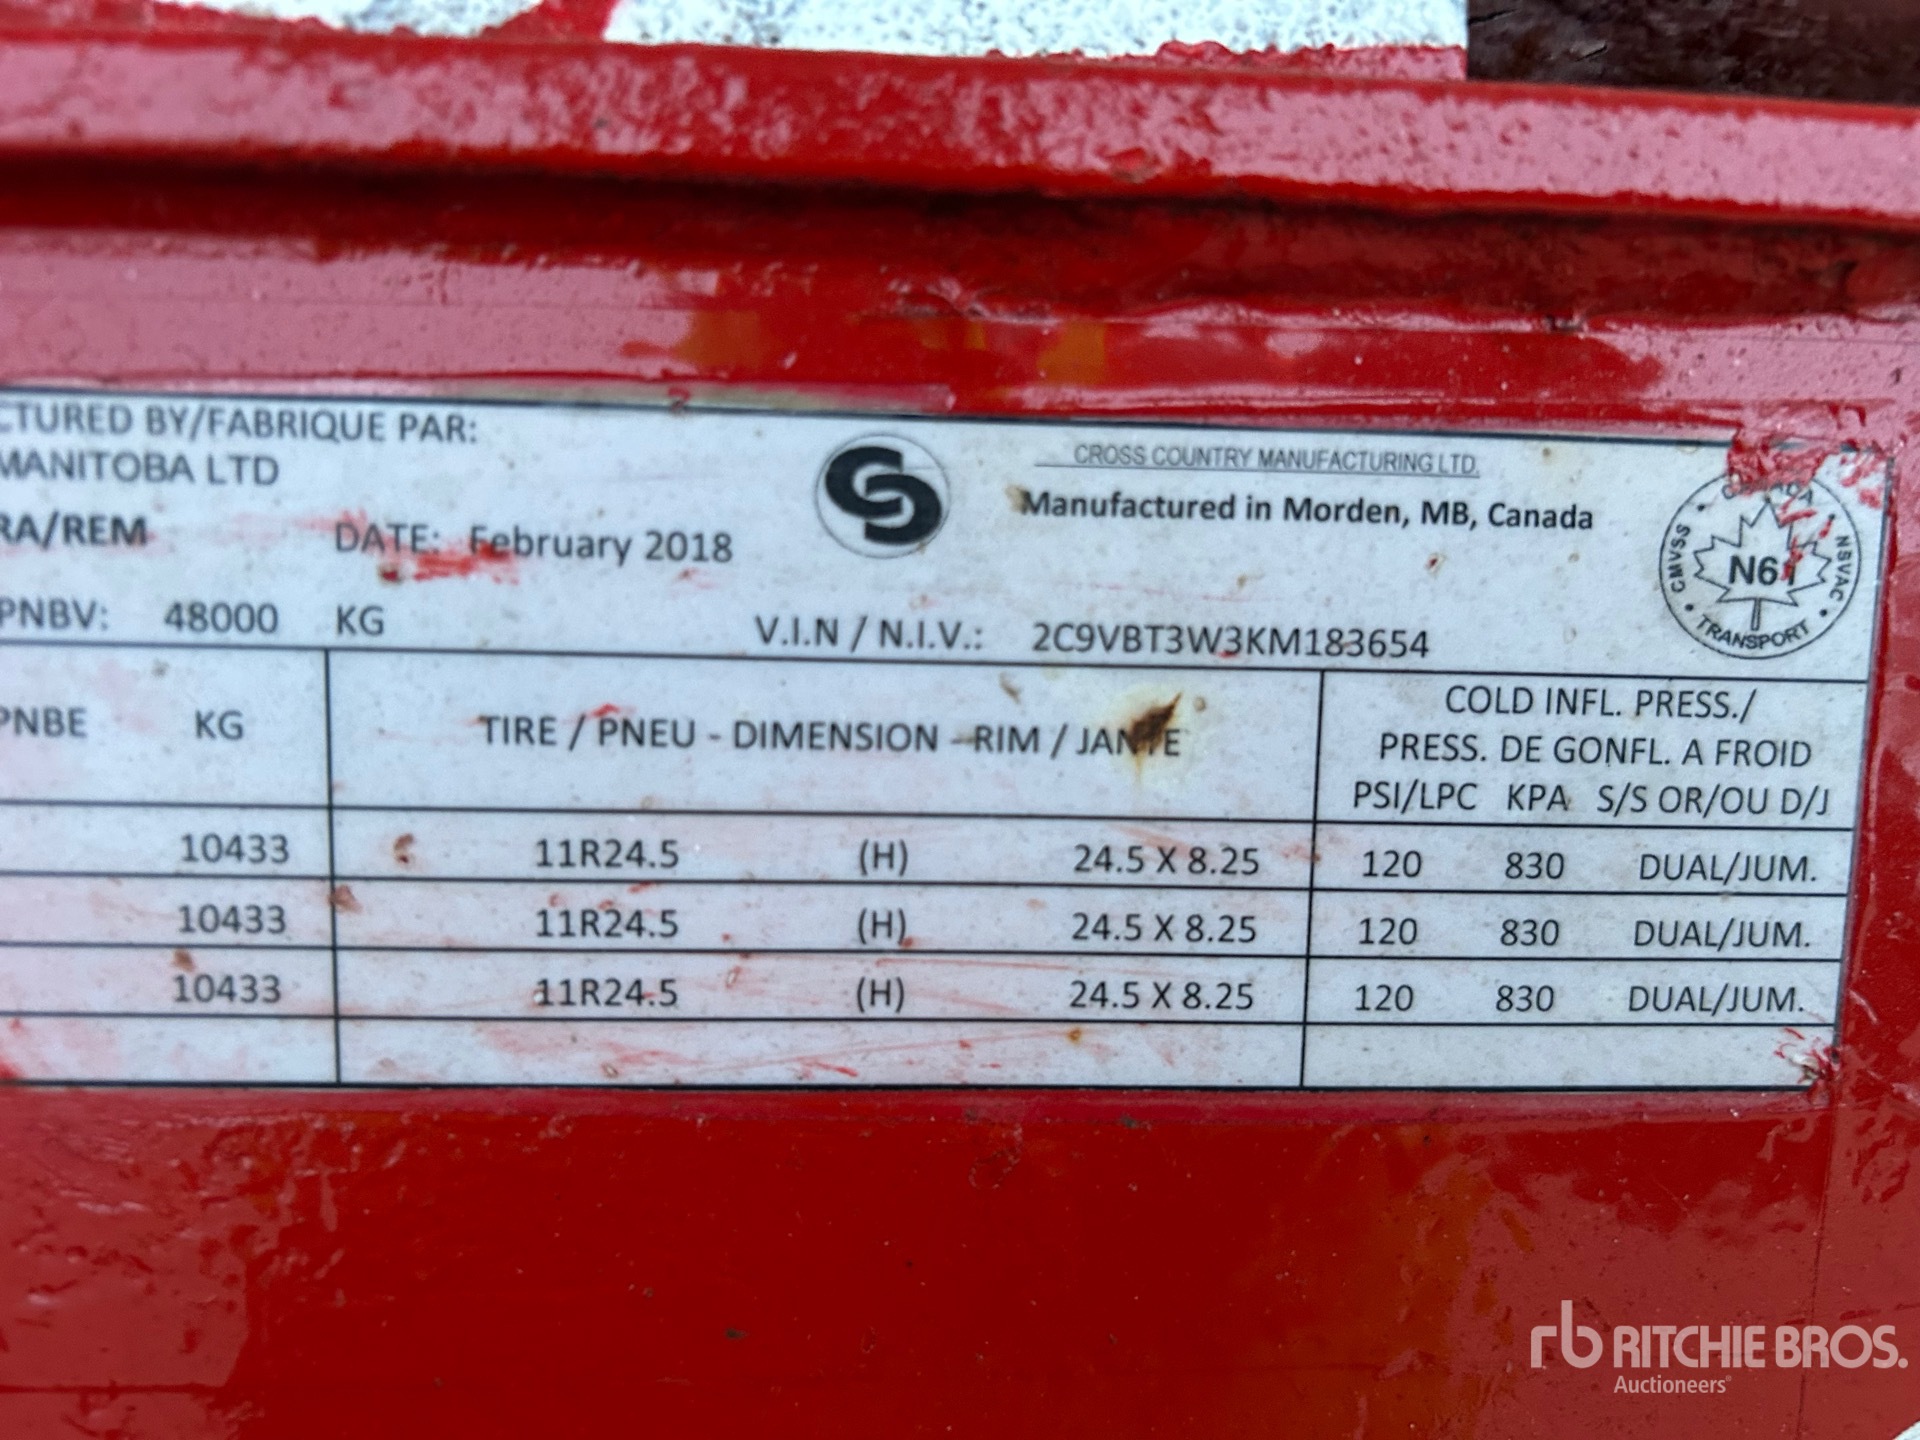 CTURED BY/FABRIQUE PAR:
MANITOBA LTD
RA/REM DATE: February 2018
CROSS COUNTRY MANUFACTURING LTD.
Manufactured in Morden, MB, Canada
CANADA
CMVSS N61 NSVAC
TRANSPORT
PNBV: 48000 KG V.I.N / N.I.V.: 2C9VBT3W3KM183654
PNBE KG TIRE / PNEU - DIMENSION - RIM / JANTE
COLD INFL. PRESS./
PRESS. DE GONFL. A FROID
PSI/LPC KPA S/S OR/OU D/J
10433 11R24.5 (H) 24.5 X 8.25 120 830 DUAL/JUM.
10433 11R24.5 (H) 24.5 X 8.25 120 830 DUAL/JUM.
10433 11R24.5 (H) 24.5 X 8.25 120 830 DUAL/JUM.
rb RITCHIE BROS.
Auctioneers